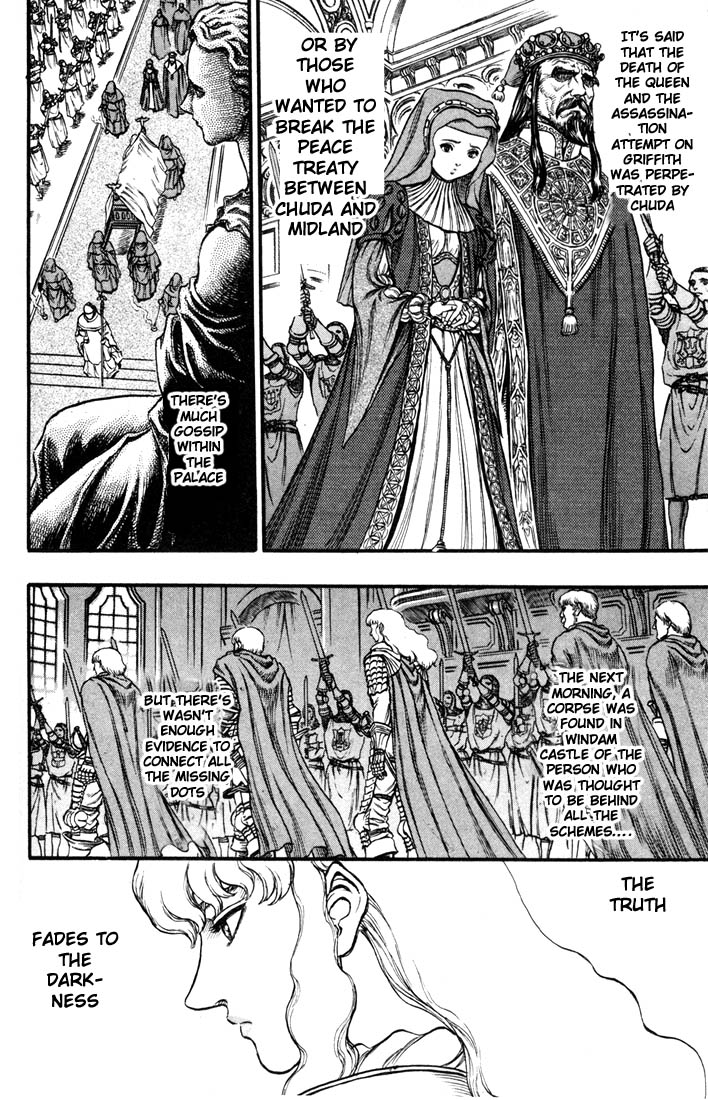 IT'S SAID
THAT THE
DEATH OF
THE QUEEN
AND THE
ASSASSINA-
TION
ATTEMPT ON
GRIFFITH
WAS PERPE-
TRATED BY
CHUDA
OR BY
THOSE
WHO
WANTED TO
BREAK THE
PEACE
TREATY
BETWEEN
CHUDA AND
MIDLAND
THERE'S
MUCH
GOSSIP
WITHIN
THE
PALACE
THE NEXT
MORNING, A
CORPSE WAS
FOUND IN
WINDAM
CASTLE OF THE
PERSON WHO
WAS THOUGHT
TO BE BEHIND
ALL THE
SCHEMES....
BUT THERE'S
WASN'T
ENOUGH
EVIDENCE TO
CONNECT ALL
THE MISSING
DOTS
THE
TRUTH
FADES TO
THE
DARK-
NESS